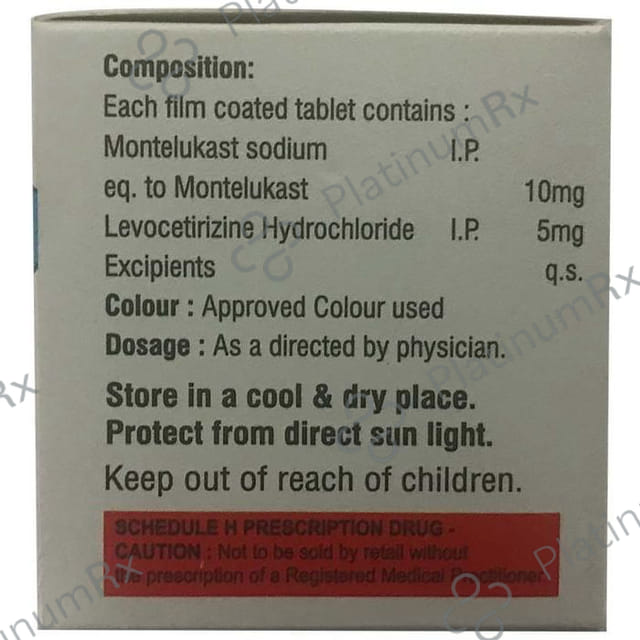 Composition:
Each film coated tablet contains :
Montelukast sodium I.P.
eq. to Montelukast 10mg
Levocetirizine Hydrochloride I.P. 5mg
Excipients q.s.
Colour : Approved Colour used
Dosage : As a directed by physician.
Store in a cool & dry place.
Protect from direct sun light.
Keep out of reach of children.
SCHEDULE H PRESCRIPTION DRUG -
CAUTION : Not to be sold by retail without
the prescription of a Registered Medical Practitioner.
PlatinumRx
PlatinumRx